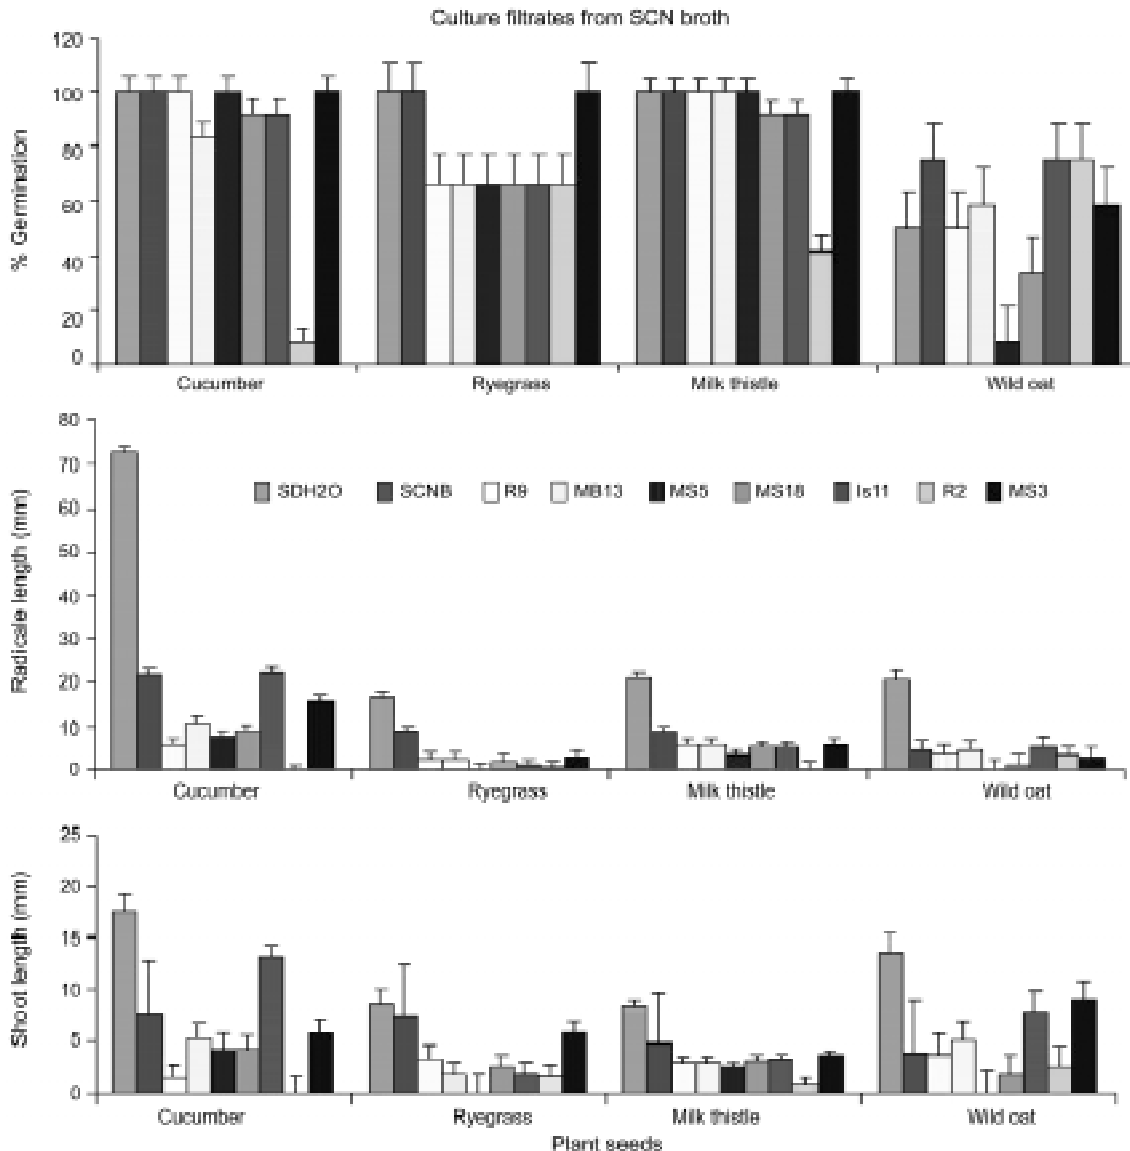 Culture filtrates from SCN broth
% Germination
120
100
80
60
40
20
0
Cucumber Ryegrass Milk thistle Wild oat
Radicale length (mm)
80
70
60
50
40
30
20
10
0
SDH2O SCNB R9 MB13 MS5 MS18 Is11 R2 MS3
Cucumber Ryegrass Milk thistle Wild oat
Shoot length (mm)
25
20
15
10
5
0
Cucumber Ryegrass Milk thistle Wild oat
Plant seeds